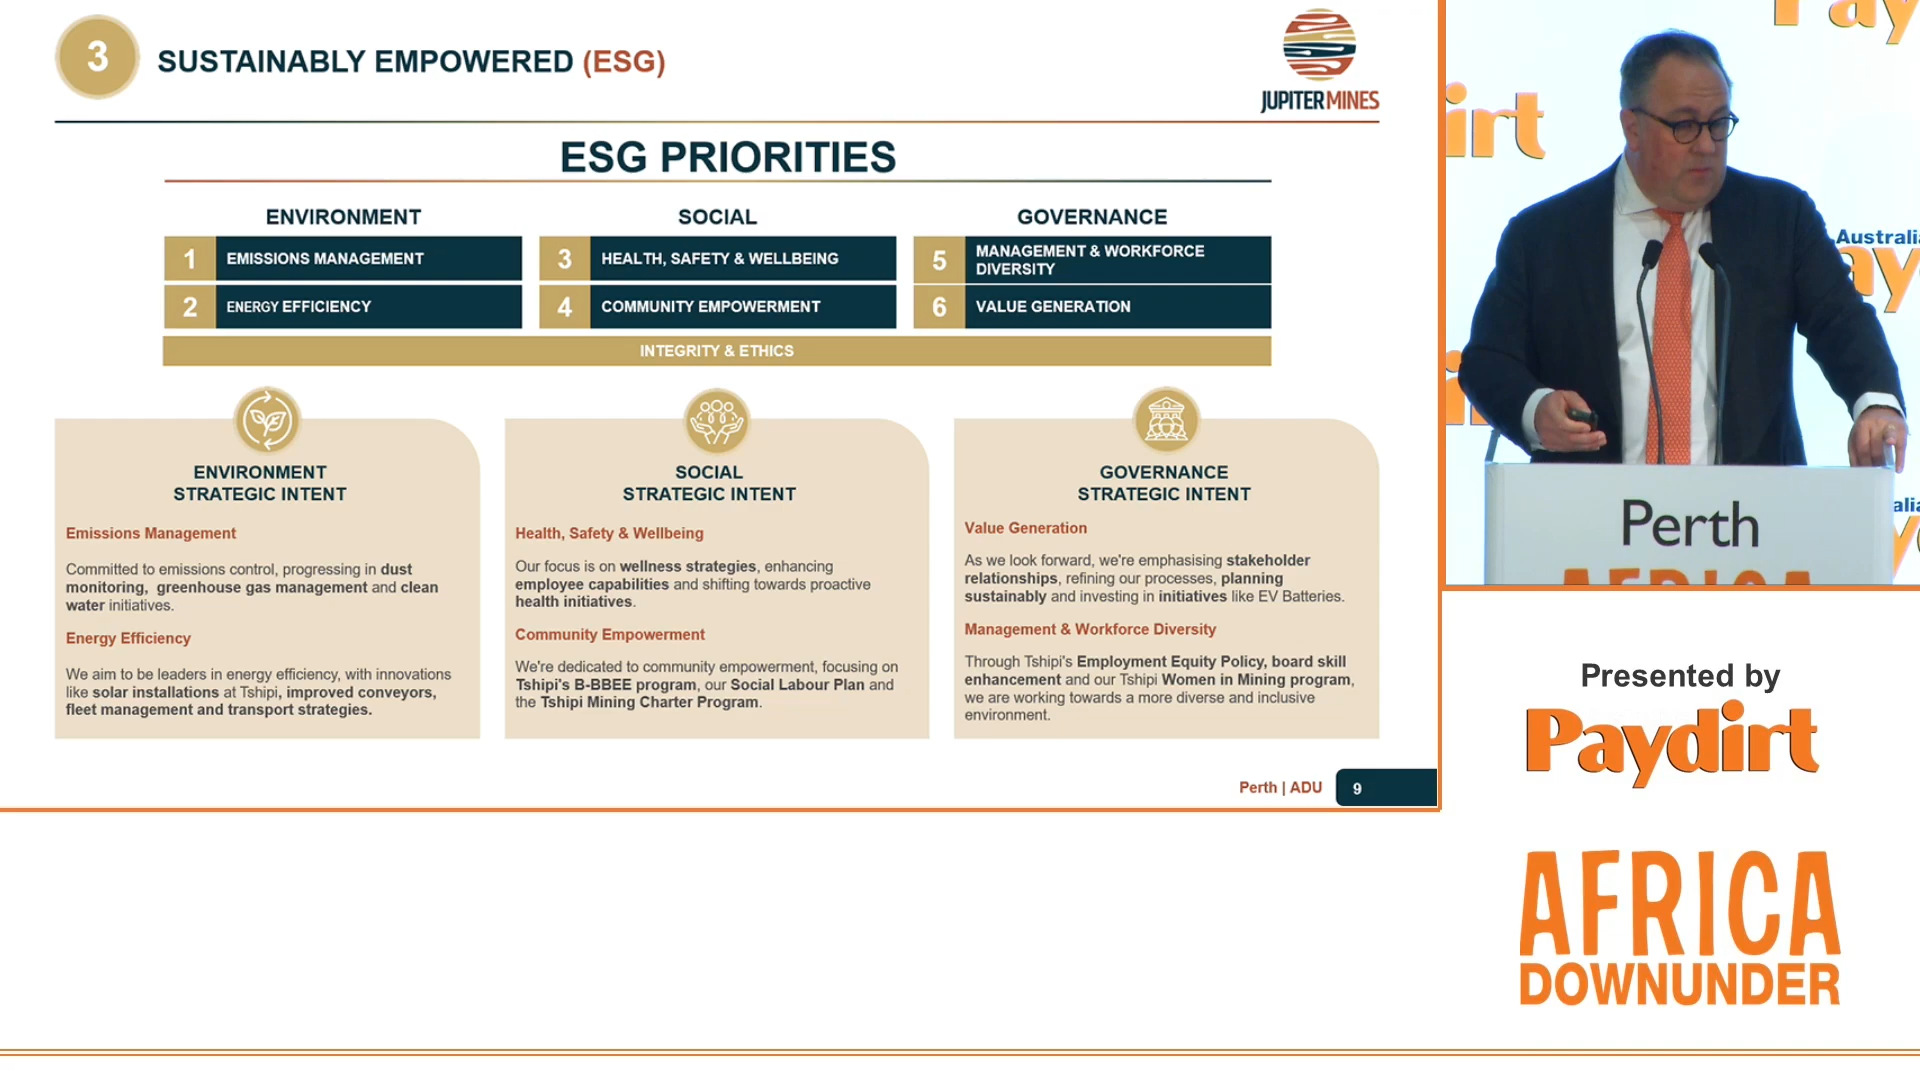 3
SUSTAINABLY EMPOWERED (ESG)
JUPITER MINES
ESG PRIORITIES
ENVIRONMENT
1 EMISSIONS MANAGEMENT
2 ENERGY EFFICIENCY
SOCIAL
3 HEALTH, SAFETY & WELLBEING
4 COMMUNITY EMPOWERMENT
GOVERNANCE
5 MANAGEMENT & WORKFORCE
DIVERSITY
6 VALUE GENERATION
INTEGRITY & ETHICS
ENVIRONMENT
STRATEGIC INTENT
Emissions Management
Committed to emissions control, progressing in dust
monitoring, greenhouse gas management and clean
water initiatives.
Energy Efficiency
We aim to be leaders in energy efficiency, with innovations
like solar installations at Tshipi, improved conveyors,
fleet management and transport strategies.
SOCIAL
STRATEGIC INTENT
Health, Safety & Wellbeing
Our focus is on wellness strategies, enhancing
employee capabilities and shifting towards proactive
health initiatives.
Community Empowerment
We're dedicated to community empowerment, focusing on
Tshipi's B-BBEE program, our Social Labour Plan and
the Tshipi Mining Charter Program.
GOVERNANCE
STRATEGIC INTENT
Value Generation
As we look forward, we're emphasising stakeholder
relationships, refining our processes, planning
sustainably and investing in initiatives like EV Batteries.
Management & Workforce Diversity
Through Tshipi's Employment Equity Policy, board skill
enhancement and our Tshipi Women in Mining program,
we are working towards a more diverse and inclusive
environment.
Perth | ADU 9
Perth
AFRICA
Presented by
Paydirt
AFRICA
DOWNUNDER